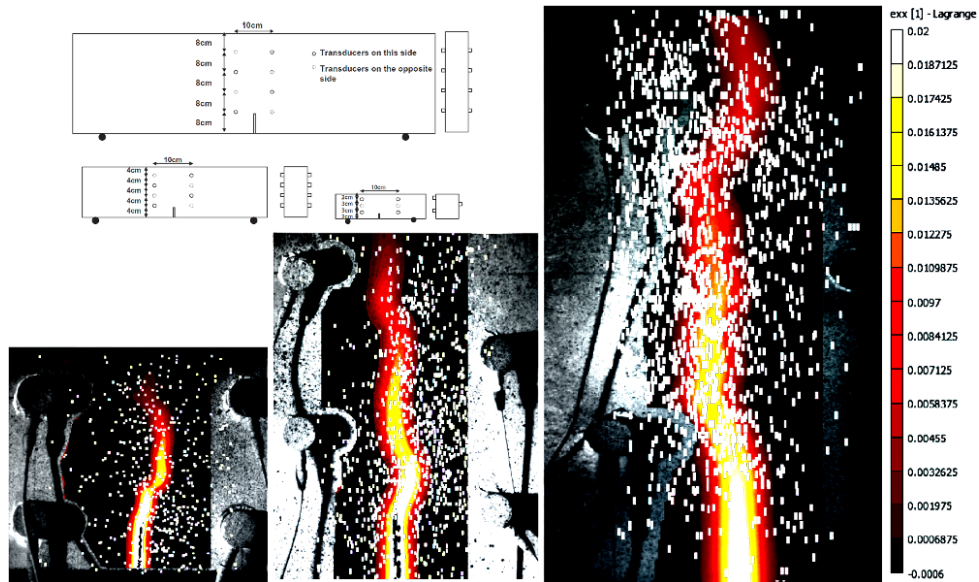 10cm
8cm
8cm
8cm
8cm
8cm
Transducers on this side
Transducers on the opposite
side
10cm
4cm
4cm
4cm
4cm
4cm
10cm
3cm
3cm
exx [1] - Lagrange
0.02
0.0187125
0.017425
0.0161375
0.01485
0.0135625
0.012275
0.0109875
0.0097
0.0084125
0.007125
0.0058375
0.00455
0.0032625
0.001975
0.0006875
-0.0006